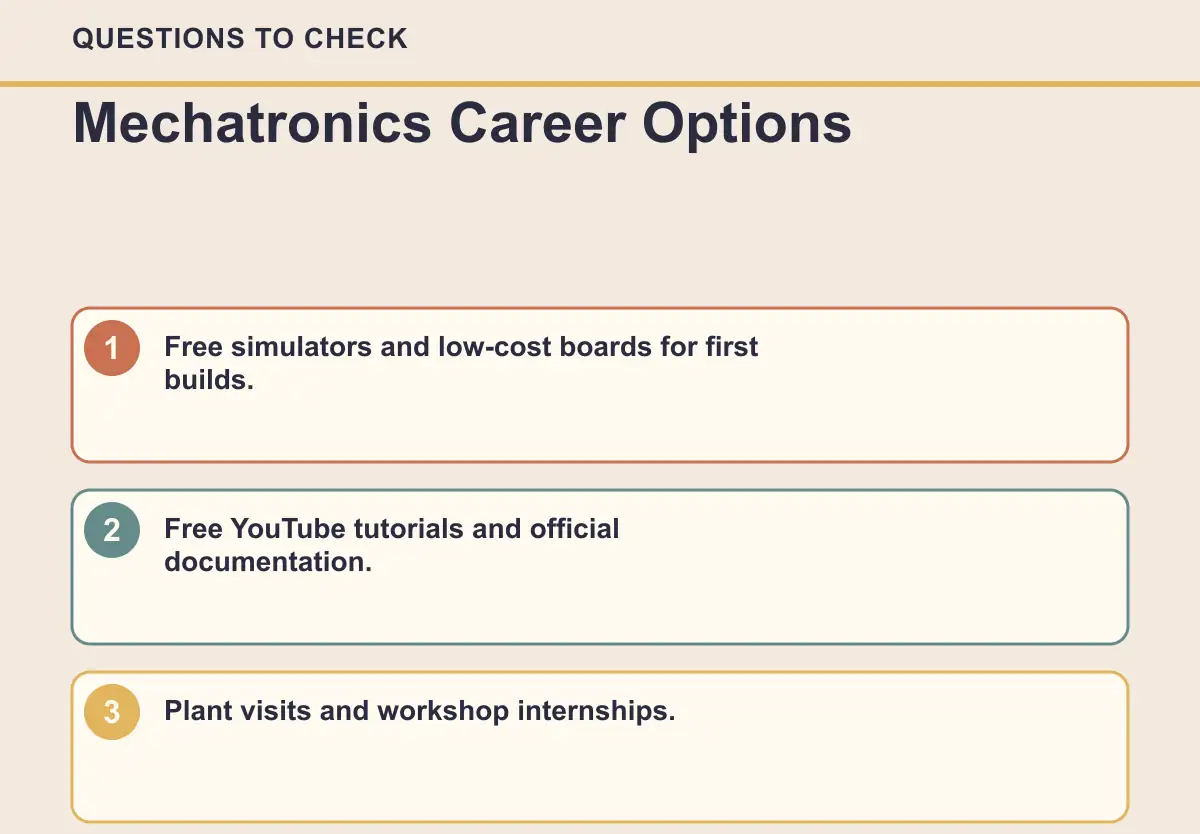 QUESTIONS TO CHECK
Mechatronics Career Options
1
Free simulators and low-cost boards for first
builds.
2
Free YouTube tutorials and official
documentation.
3
Plant visits and workshop internships.